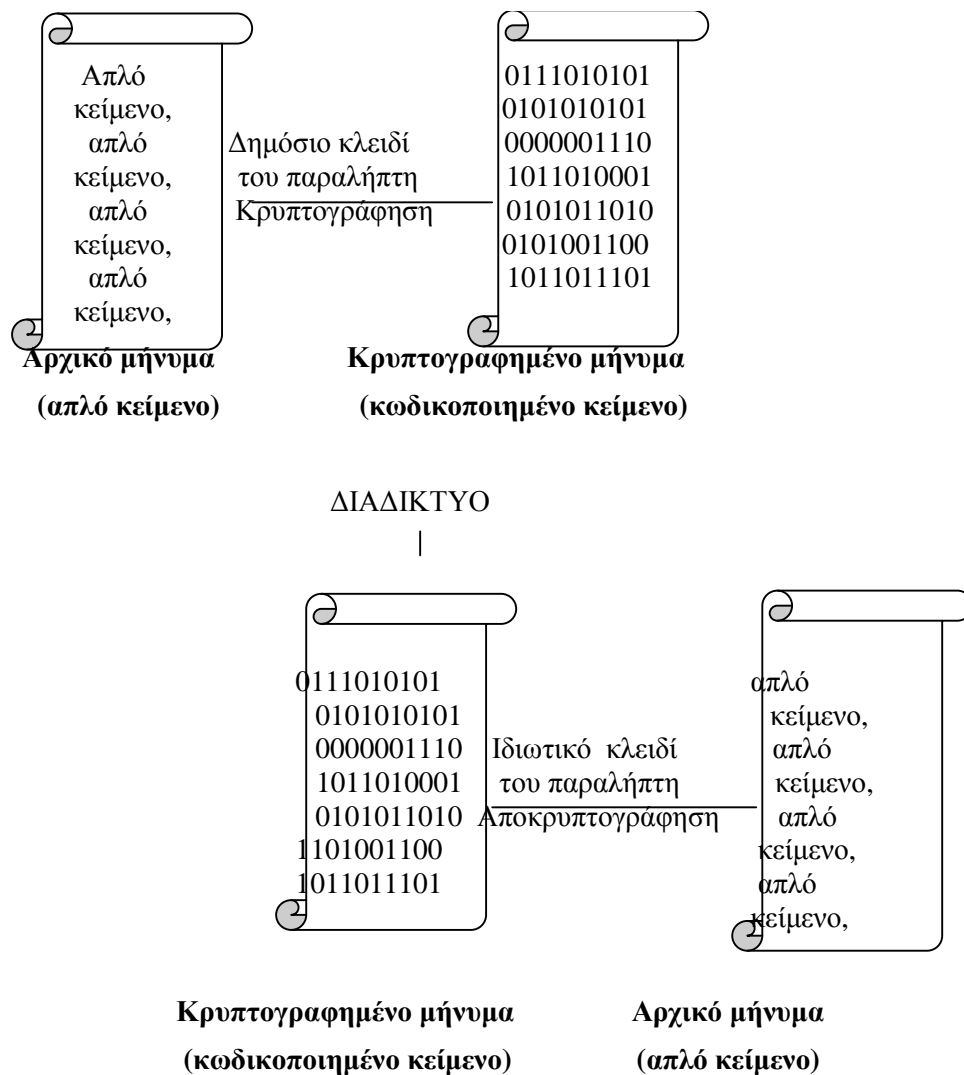 Απλό
κείμενο,
απλό
κείμενο,
απλό
κείμενο,
απλό
κείμενο,
Δημόσιο κλειδί
του παραλήπτη
Κρυπτογράφηση
0111010101
0101010101
0000001110
1011010001
0101011010
0101001100
1011011101
Αρχικό μήνυμα
(απλό κείμενο)
Κρυπτογραφημένο μήνυμα
(κωδικοποιημένο κείμενο)
ΔΙΑΔΙΚΤΥΟ
0111010101
0101010101
0000001110
1011010001
0101011010
1101001100
1011011101
Ιδιωτικό κλειδί
του παραλήπτη
Αποκρυπτογράφηση
απλό
κείμενο,
απλό
κείμενο,
απλό
κείμενο,
απλό
κείμενο,
Κρυπτογραφημένο μήνυμα
(κωδικοποιημένο κείμενο)
Αρχικό μήνυμα
(απλό κείμενο)